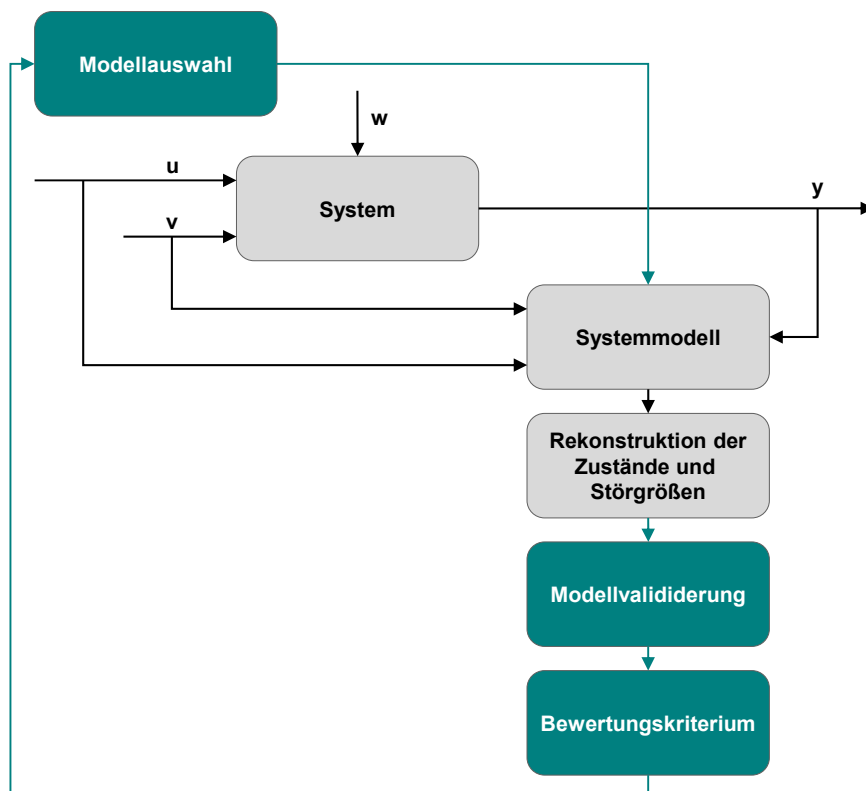 Modellauswahl
w
u
System
y
v
Systemmodell
Rekonstruktion der
Zustände und
Störgrößen
Modellvalididerung
Bewertungskriterium